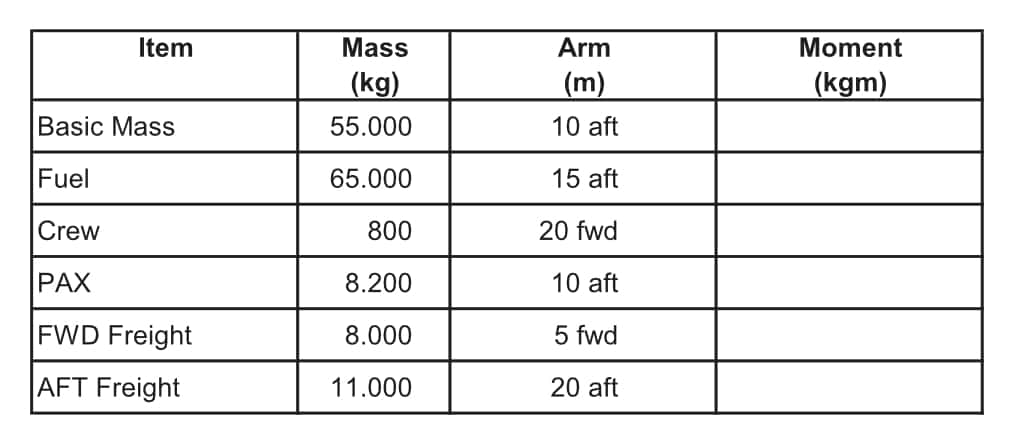 Item Mass (kg) Arm (m) Moment (kgm)
Basic Mass 55.000 10 aft
Fuel 65.000 15 aft
Crew 800 20 fwd
PAX 8.200 10 aft
FWD Freight 8.000 5 fwd
AFT Freight 11.000 20 aft